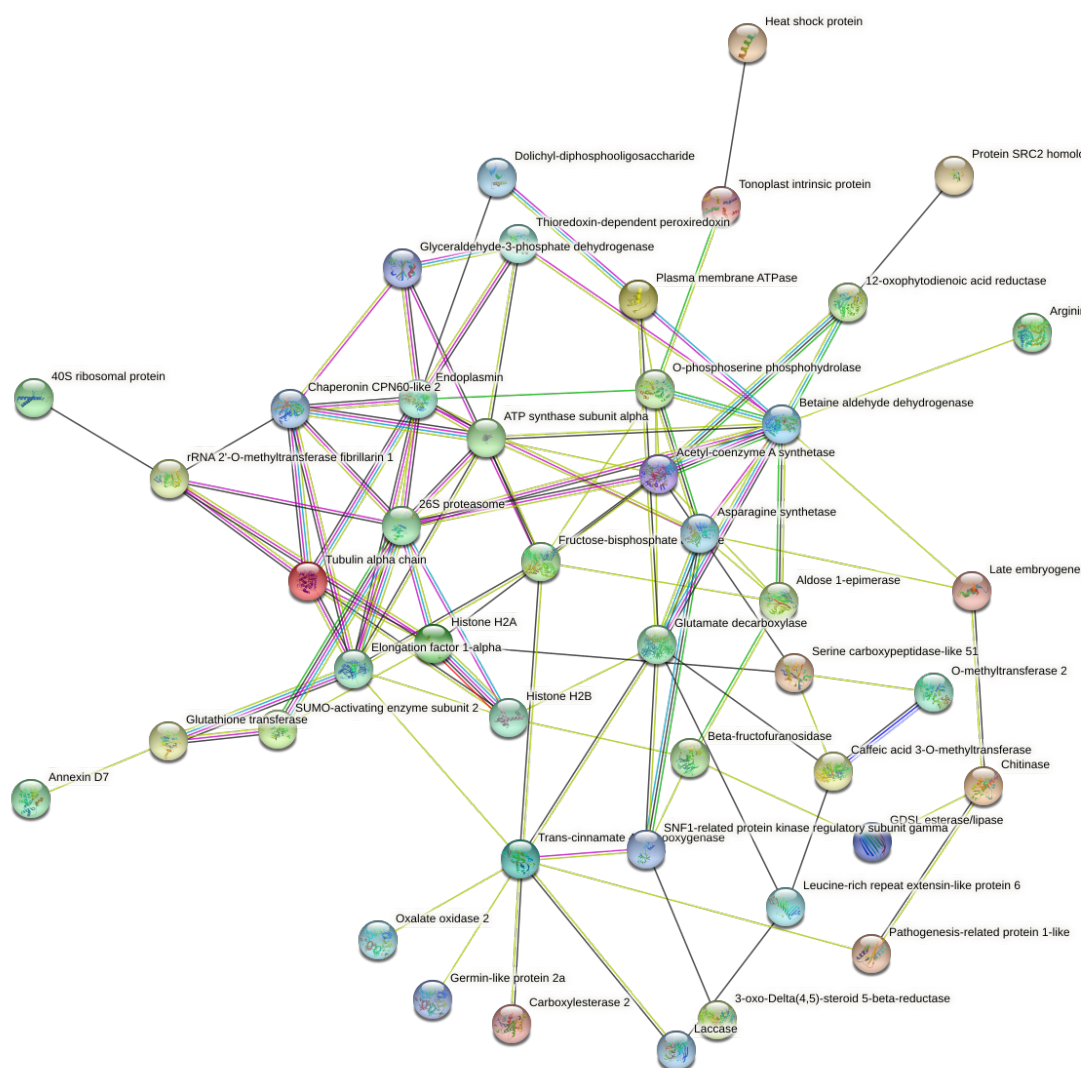 Heat shock protein
Dolichyl-diphosphooligosaccharide
Protein SRC2 homolo
Tonoplast intrinsic protein
Thioredoxin-dependent peroxiredoxin
Glyceraldehyde-3-phosphate dehydrogenase
Plasma membrane ATPase
12-oxophytodienoic acid reductase
Arginin
O-phosphoserine phosphohydrolase
40S ribosomal protein
Endoplasmin
Chaperonin CPN60-like 2
Betaine aldehyde dehydrogenase
ATP synthase subunit alpha
Acetyl-coenzyme A synthetase
rRNA 2'-O-methyltransferase fibrillarin 1
26S proteasome
Asparagine synthetase
Fructose-bisphosphate
Tubulin alpha chain
Late embryogene
Aldose 1-epimerase
Histone H2A
Glutamate decarboxylase
Elongation factor 1-alpha
Serine carboxypeptidase-like 51
O-methyltransferase 2
Histone H2B
SUMO-activating enzyme subunit 2
Glutathione transferase
Beta-fructofuranosidase
Caffeic acid 3-O-methyltransferase
Annexin D7
Chitinase
GDSL esterase/lipase
SNF1-related protein kinase regulatory subunit gamma
Trans-cinnamate ooxygenase
Leucine-rich repeat extensin-like protein 6
Oxalate oxidase 2
Pathogenesis-related protein 1-like
Germin-like protein 2a
Carboxylesterase 2
3-oxo-Delta(4,5)-steroid 5-beta-reductase
Laccase